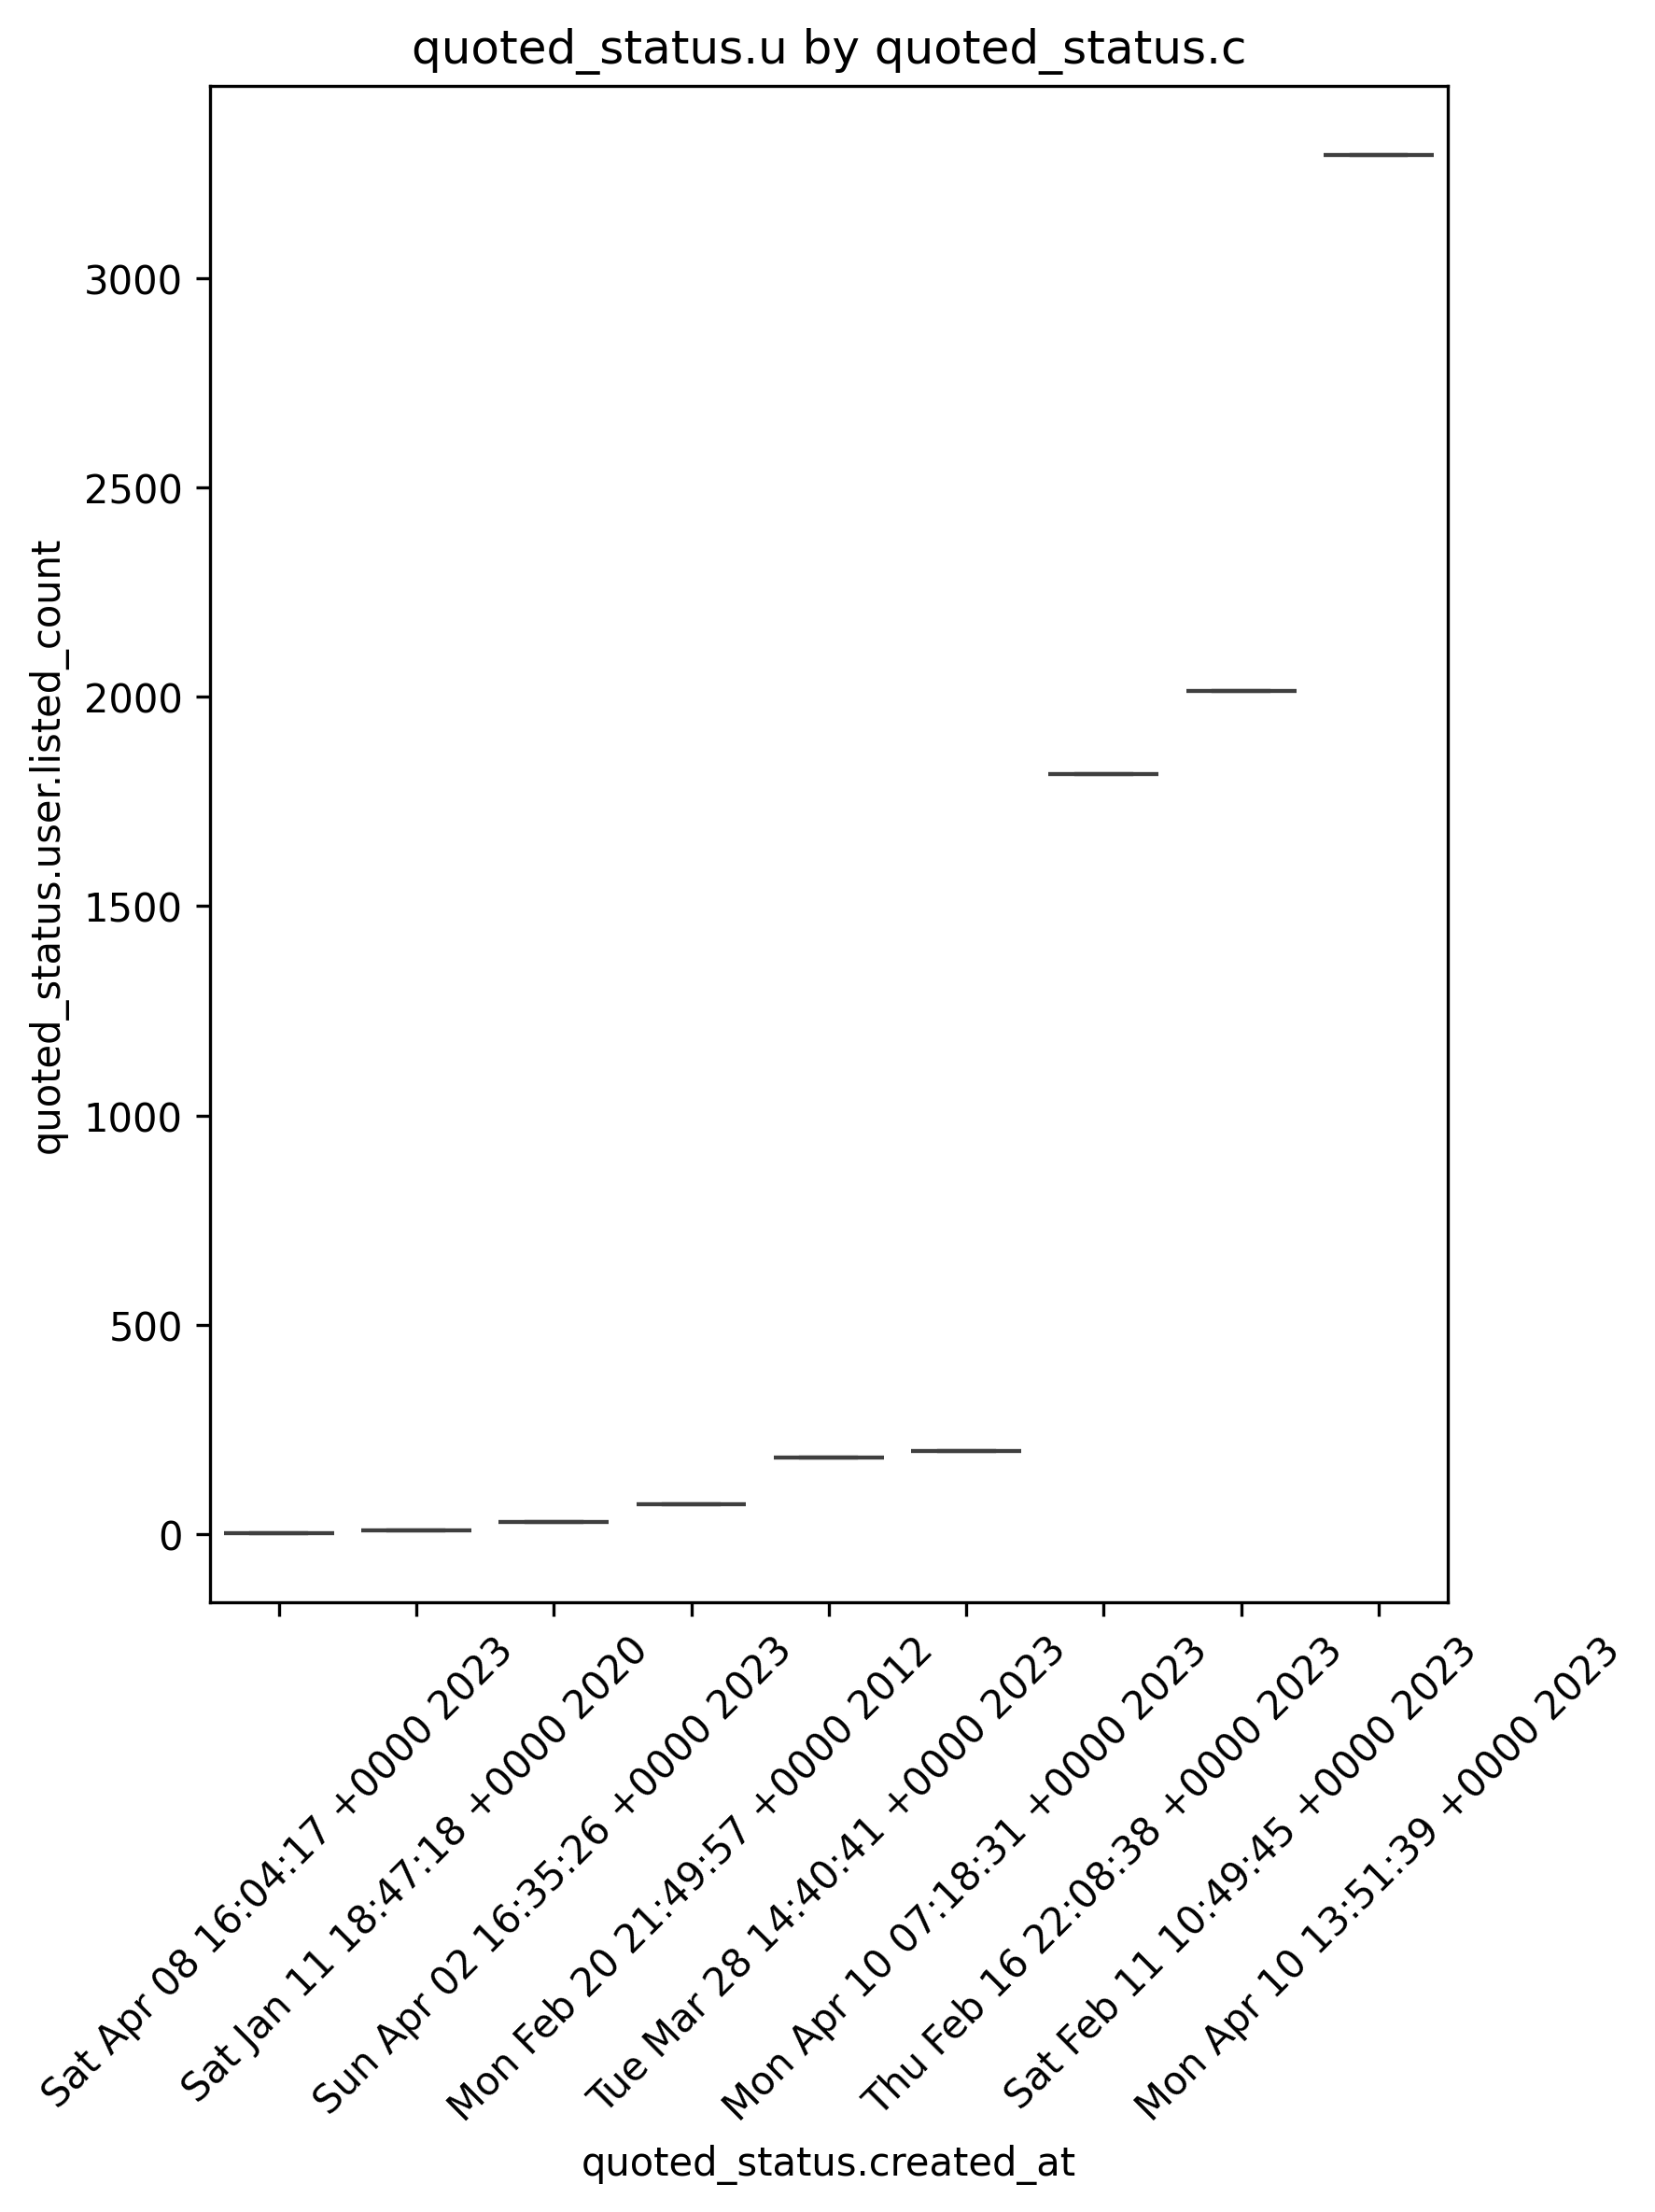 quoted_status.u by quoted_status.c
quoted_status.user.listed_count
3000
2500
2000
1500
1000
500
0
Sat Apr 08 16:04:17 +0000 2023
Sat Jan 11 18:47:18 +0000 2020
Sun Apr 02 16:35:26 +0000 2023
Mon Feb 20 21:49:57 +0000 2012
Tue Mar 28 14:40:41 +0000 2023
Mon Apr 10 07:18:31 +0000 2023
Thu Feb 16 22:08:38 +0000 2023
Sat Feb 11 10:49:45 +0000 2023
Mon Apr 10 13:51:39 +0000 2023
quoted_status.created_at